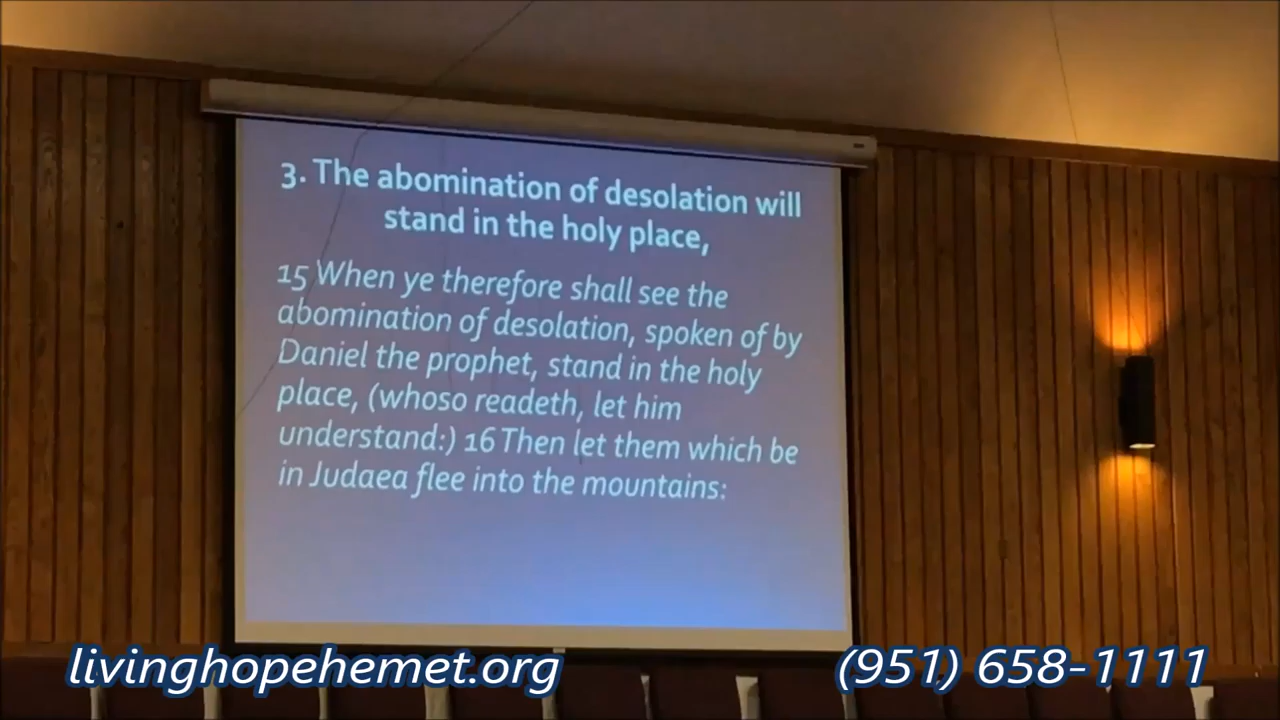 3. The abomination of desolation will
stand in the holy place,
15 When ye therefore shall see the
abomination of desolation, spoken of by
Daniel the prophet, stand in the holy
place, (whoso readeth, let him
understand:) 16 Then let them which be
in Judaea flee into the mountains:
livinghopehemet.org
(951) 658-1111